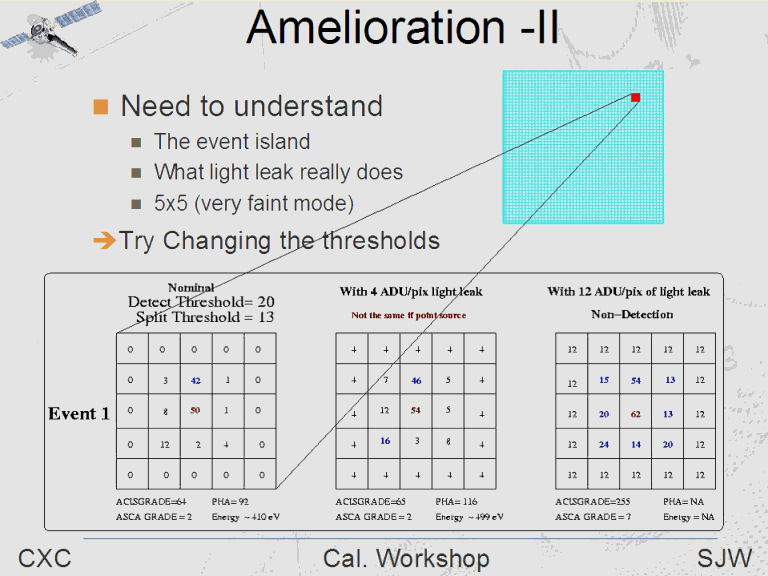 Amelioration -II
Need to understand
The event island
What light leak really does
5x5 (very faint mode)
Try Changing the thresholds
Nominal
Detect Threshold= 20
Split Threshold = 13
With 4 ADU/pix light leak
Not the same if point source
With 12 ADU/pix of light leak
Non-Detection
Event 1
0 0 0 0 0
0 3 42 1 0
0 8 50 1 0
0 12 2 4 0
0 0 0 0 0
4 4 4 4 4
4 7 46 5 4
4 12 54 5 4
4 16 3 8 4
4 4 4 4 4
12 12 12 12 12
12 15 54 13 12
12 20 62 13 12
12 24 14 20 12
12 12 12 12 12
ACISGRADE=64 PHA= 92
ASCA GRADE = 2 Energy ~ 410 eV
ACISGRADE=65 PHA= 116
ASCA GRADE = 2 Energy ~ 499 eV
ACISGRADE=255 PHA= NA
ASCA GRADE = 7 Energy = NA
CXC Cal. Workshop SJW